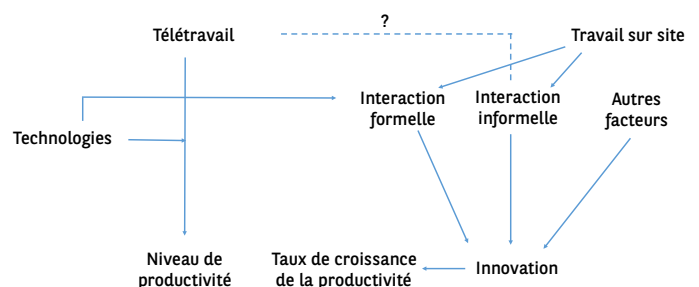 ?
Télétravail
Travail sur site
Interaction
formelle
Interaction
informelle
Autres
facteurs
Technologies
Niveau de
productivité
Taux de croissance
de la productivité
Innovation